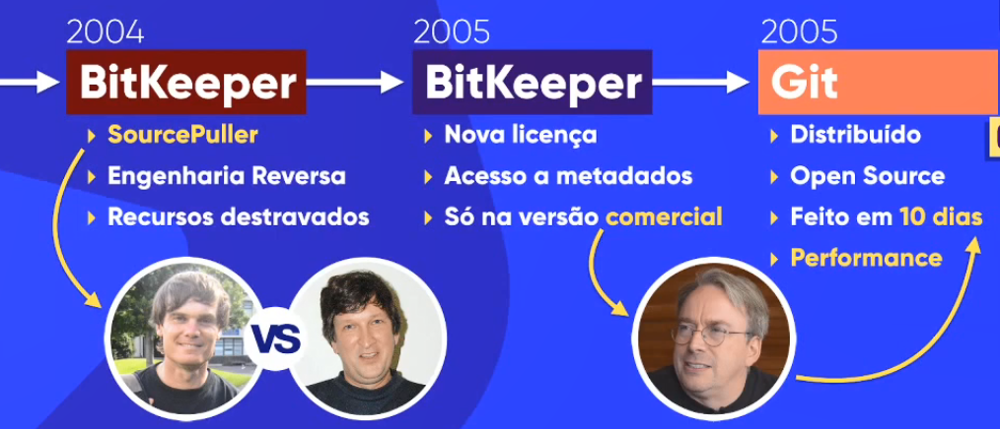 2004
BitKeeper
SourcePuller
Engenharia Reversa
Recursos destravados
VS
2005
BitKeeper
Nova licença
Acesso a metadados
Só na versão comercial
2005
Git
Distribuído
Open Source
Feito em 10 dias
Performance